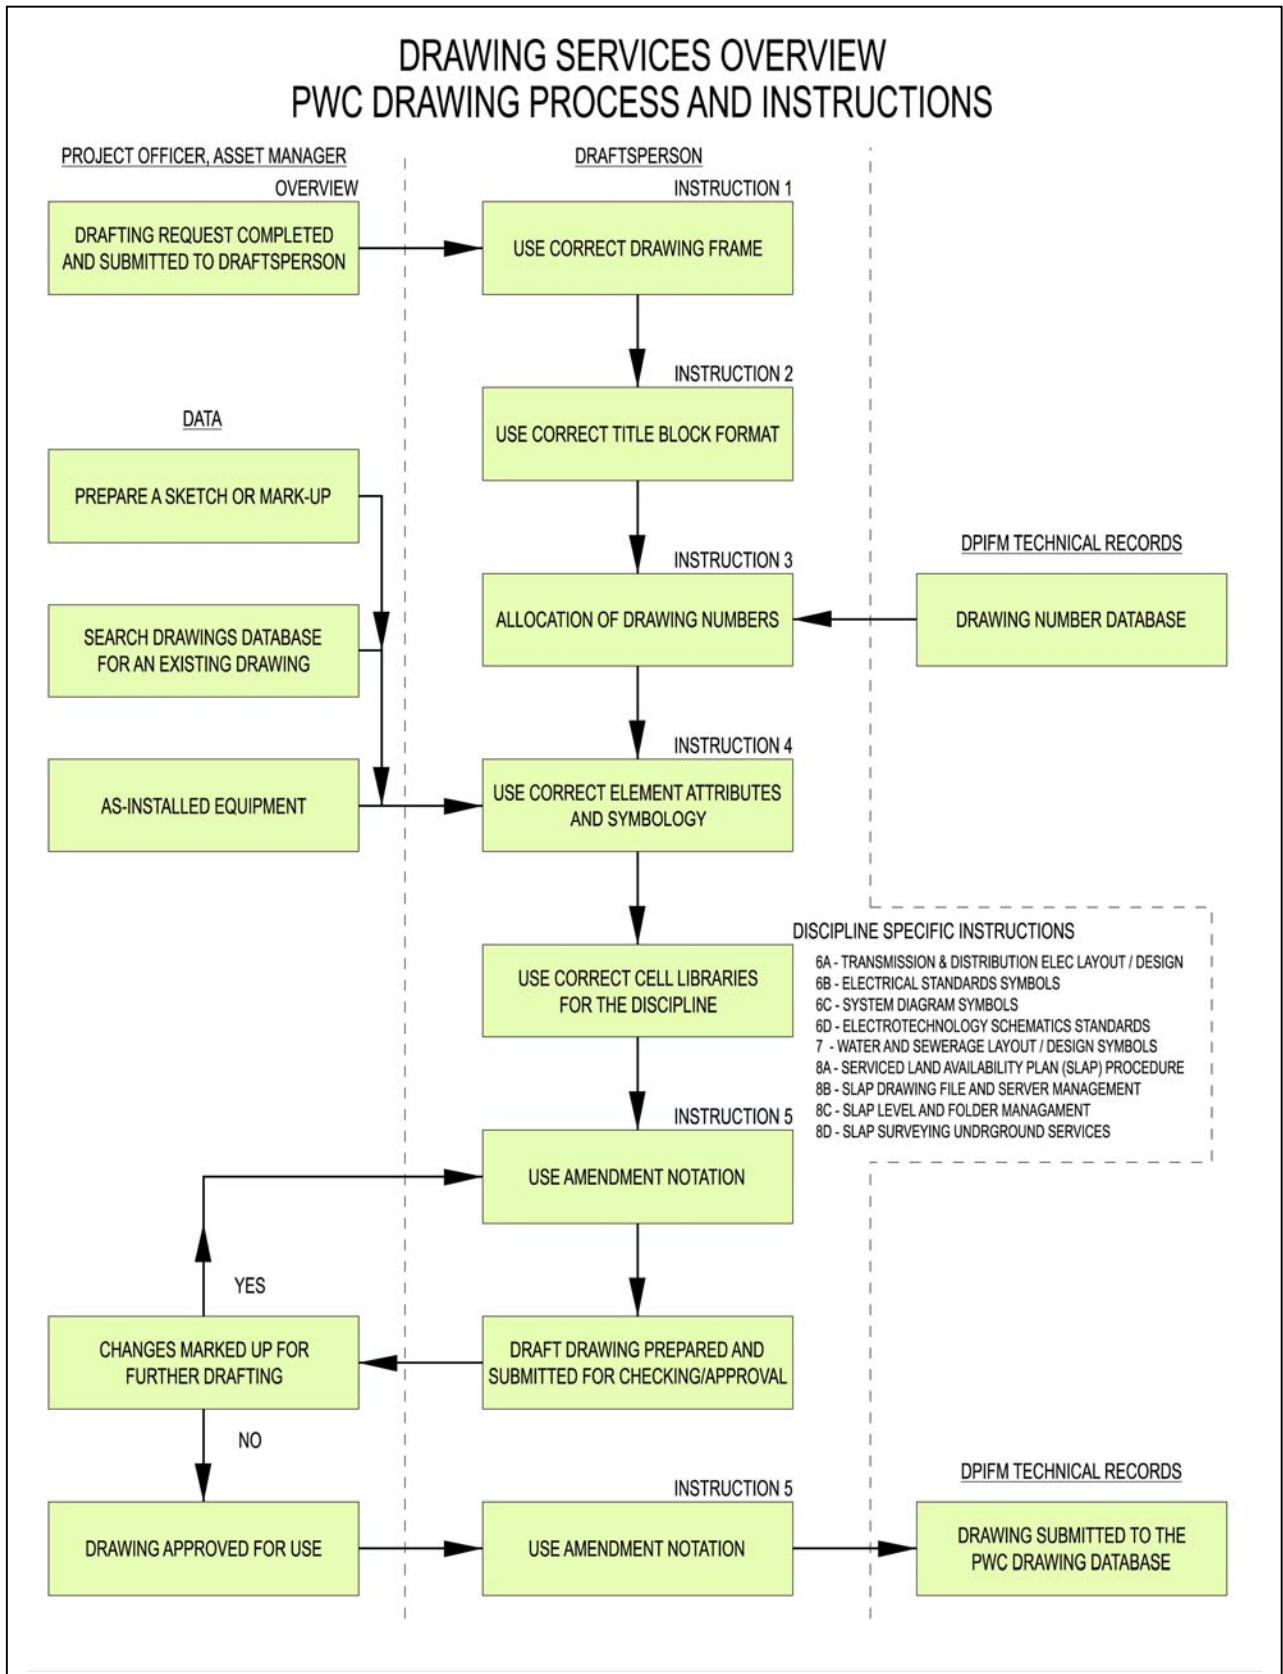 DRAWING SERVICES OVERVIEW
PWC DRAWING PROCESS AND INSTRUCTIONS
PROJECT OFFICER, ASSET MANAGER
DRAFTSPERSON
OVERVIEW
INSTRUCTION 1
DRAFTING REQUEST COMPLETED
AND SUBMITTED TO DRAFTSPERSON
USE CORRECT DRAWING FRAME
INSTRUCTION 2
USE CORRECT TITLE BLOCK FORMAT
DATA
PREPARE A SKETCH OR MARK-UP
INSTRUCTION 3
DPIFM TECHNICAL RECORDS
ALLOCATION OF DRAWING NUMBERS
DRAWING NUMBER DATABASE
SEARCH DRAWINGS DATABASE
FOR AN EXISTING DRAWING
INSTRUCTION 4
AS-INSTALLED EQUIPMENT
USE CORRECT ELEMENT ATTRIBUTES
AND SYMBOLOGY
USE CORRECT CELL LIBRARIES
FOR THE DISCIPLINE
DISCIPLINE SPECIFIC INSTRUCTIONS
6A - TRANSMISSION & DISTRIBUTION ELEC LAYOUT / DESIGN
6B - ELECTRICAL STANDARDS SYMBOLS
6C - SYSTEM DIAGRAM SYMBOLS
6D - ELECTROTECHNOLOGY SCHEMATICS STANDARDS
7 - WATER AND SEWERAGE LAYOUT / DESIGN SYMBOLS
8A - SERVICED LAND AVAILABILITY PLAN (SLAP) PROCEDURE
8B - SLAP DRAWING FILE AND SERVER MANAGEMENT
8C - SLAP LEVEL AND FOLDER MANAGAMENT
8D - SLAP SURVEYING UNDRGROUND SERVICES
INSTRUCTION 5
USE AMENDMENT NOTATION
YES
CHANGES MARKED UP FOR
FURTHER DRAFTING
DRAFT DRAWING PREPARED AND
SUBMITTED FOR CHECKING/APPROVAL
NO
INSTRUCTION 5
DPIFM TECHNICAL RECORDS
DRAWING APPROVED FOR USE
USE AMENDMENT NOTATION
DRAWING SUBMITTED TO THE
PWC DRAWING DATABASE